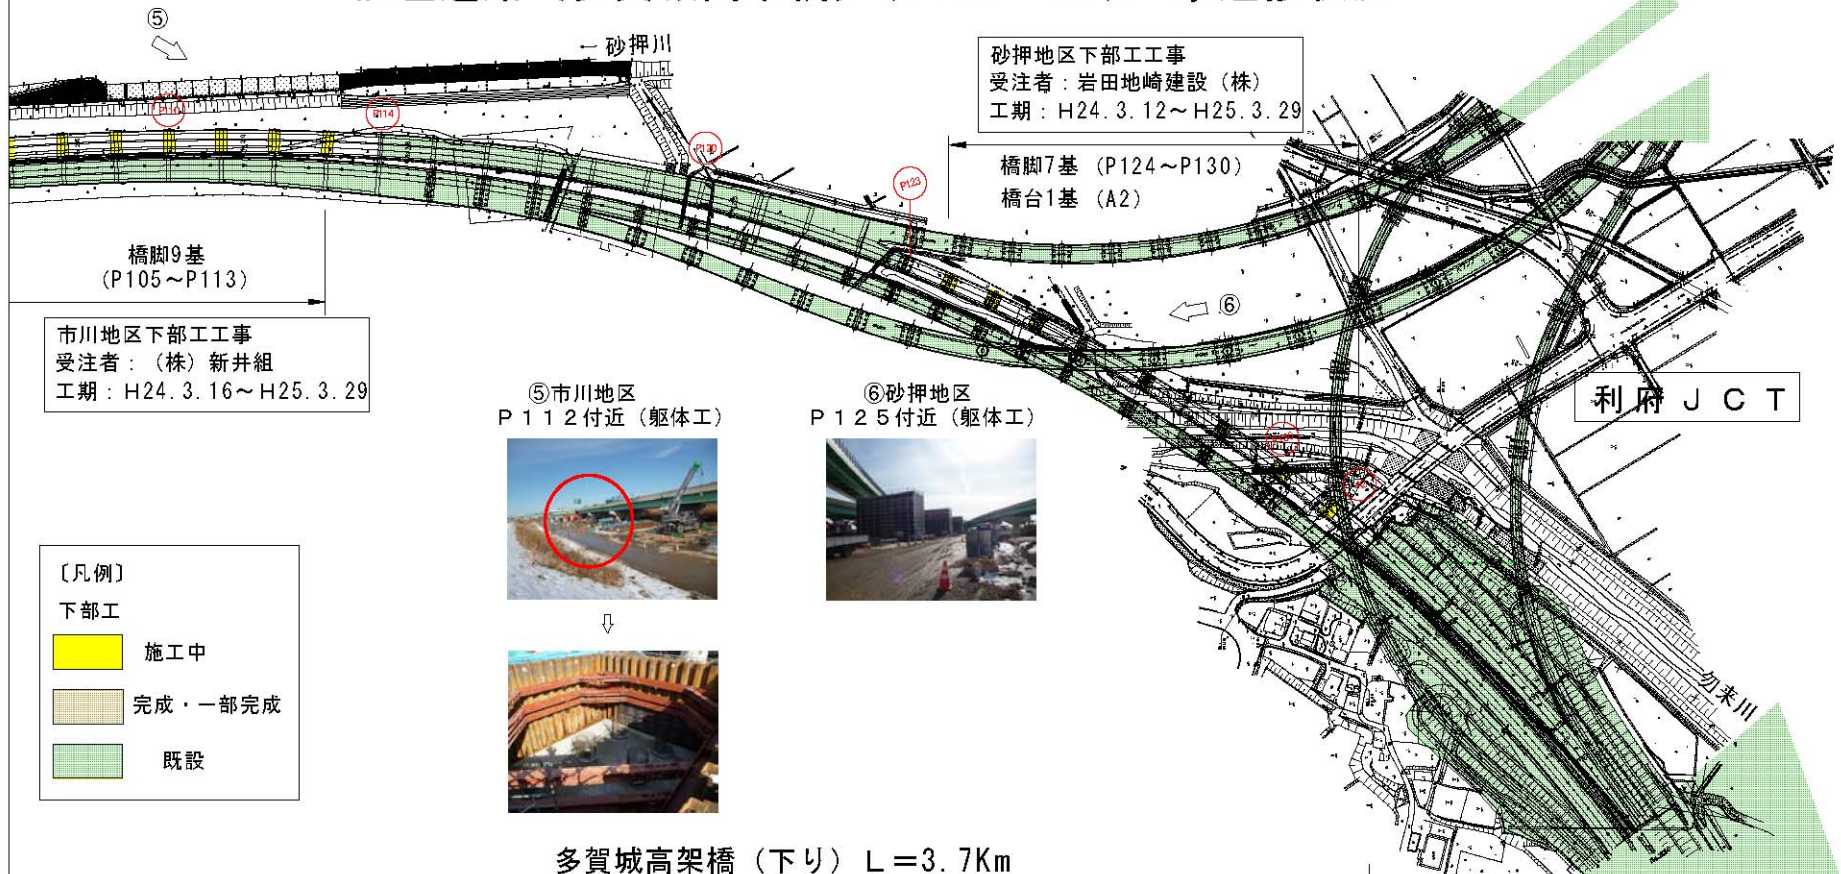 ⑤
← 砂押川
砂押地区下部工工事
受注者：岩田地崎建設（株）
工期：H24.3.12～H25.3.29
P110
P114
P120
P123
橋脚7基（P124～P130）
橋台1基（A2）
橋脚9基
（P105～P113）
市川地区下部工工事
受注者：（株）新井組
工期：H24.3.16～H25.3.29
⑥
利府ＪＣＴ
⑤市川地区
Ｐ１１２付近（躯体工）
⑥砂押地区
Ｐ１２５付近（躯体工）
⇩
〔凡例〕
下部工
施工中
完成・一部完成
既設
勿来川
多賀城高架橋（下り）Ｌ＝3.7Km